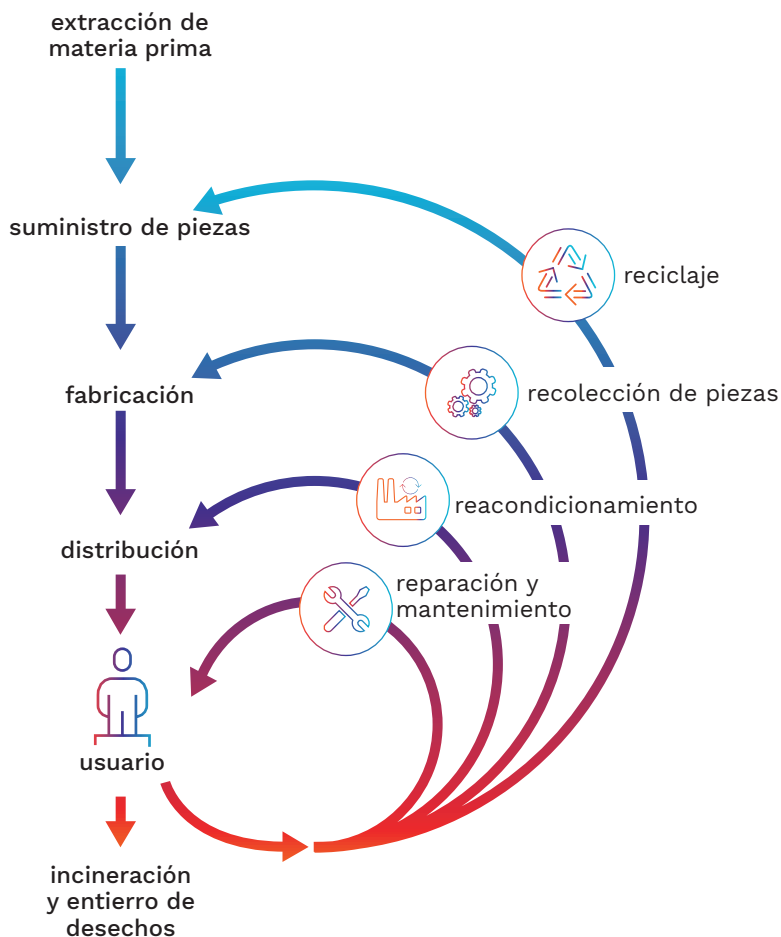 extracción de
materia prima
suministro de piezas
reciclaje
fabricación
recolección de piezas
reacondicionamiento
distribución
reparación y
mantenimiento
usuario
incineración
y entierro de
desechos